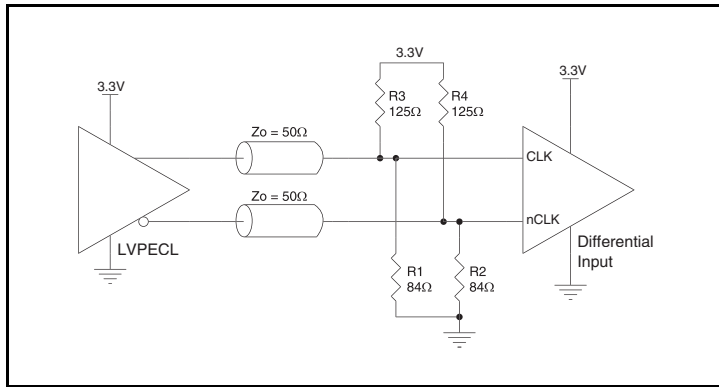 3.3V
3.3V
3.3V
R3
125Ω
R4
125Ω
Zo = 50Ω
CLK
Zo = 50Ω
nCLK
LVPECL
Differential
Input
R1
84Ω
R2
84Ω